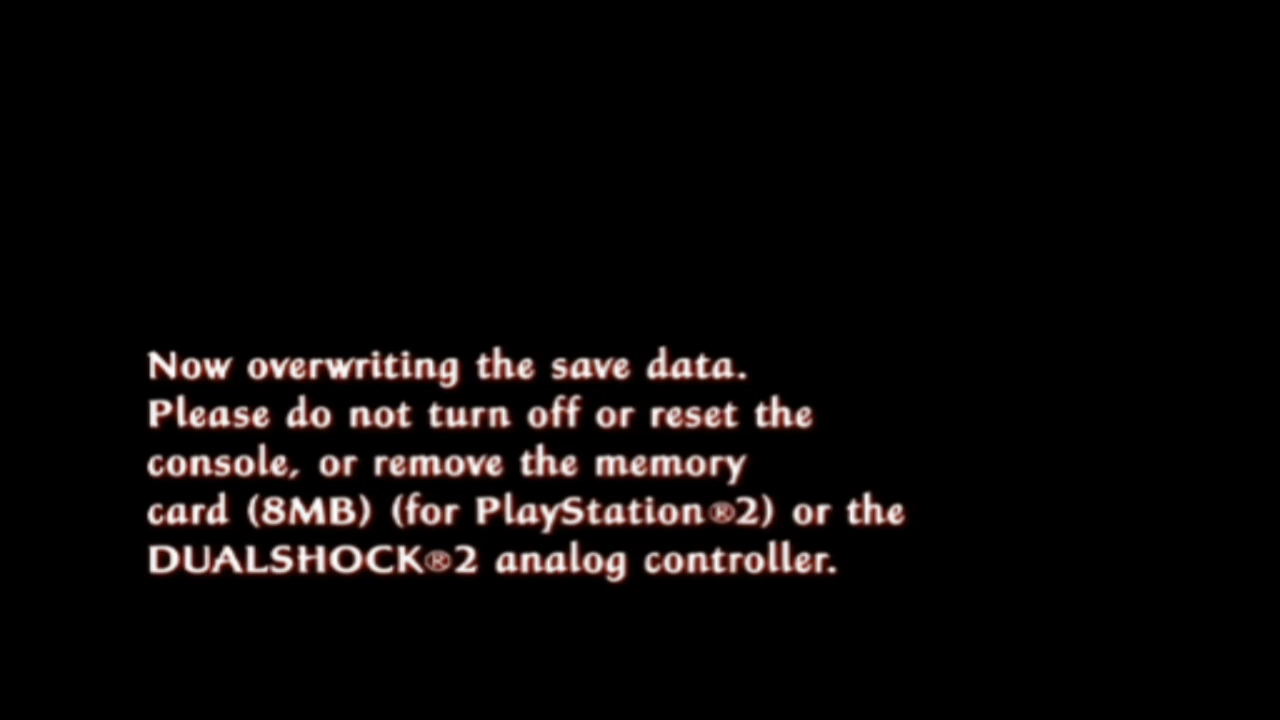 Now overwriting the save data.
Please do not turn off or reset the
console, or remove the memory
card (8MB) (for PlayStation®2) or the
DUALSHOCK®2 analog controller.